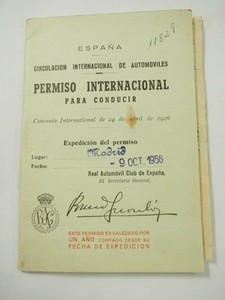 ESPAÑA
CIRCULACION INTERNACIONAL DE AUTOMOVILES
PERMISO INTERNACIONAL
PARA CONDUCIR
Convenio Internacional de 24 de abril de 1926
Expedición del permiso
Lugar: Madrid
Fecha: - 9 OCT. 1956
Real Automóvil Club de España,
El Secretario General,
ESTE PERMISO ES VALEDERO POR
UN AÑO CONTADO DESDE SU
FECHA DE EXPEDICION